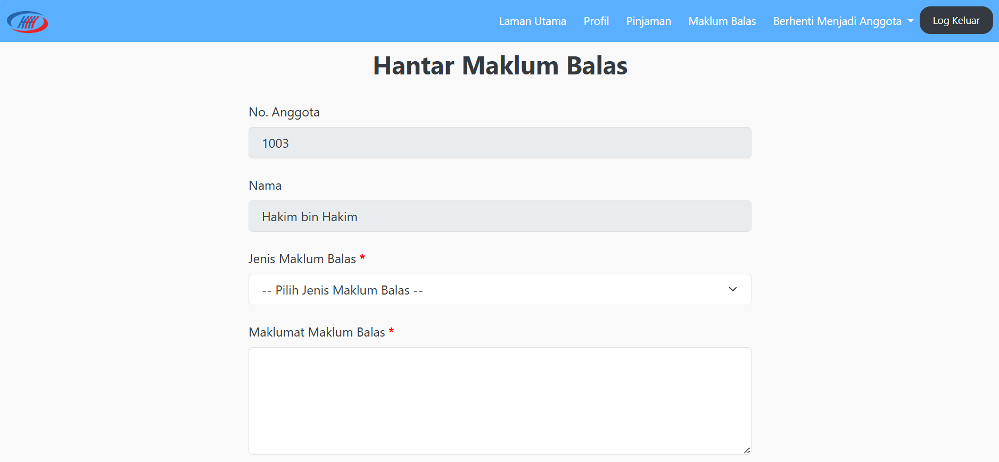 Laman Utama Profil Pinjaman Maklum Balas Berhenti Menjadi Anggota Log Keluar
Hantar Maklum Balas
No. Anggota
1003
Nama
Hakim bin Hakim
Jenis Maklum Balas *
-- Pilih Jenis Maklum Balas --
Maklumat Maklum Balas *